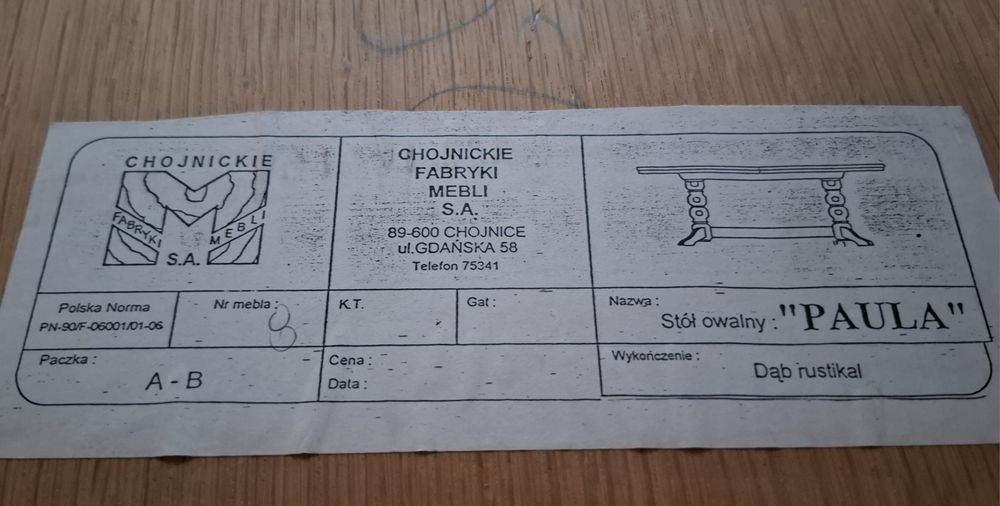 CHOJNICKIE
FABRYKI MEBLI
S.A.
CHOJNICKIE
FABRYKI
MEBLI
S.A.
89-600 CHOJNICE
ul.GDAŃSKA 58
Telefon 75341
Polska Norma
PN-90/F-06001/01-06
Nr mebla :
8
K.T.
Gat :
Nazwa :
Stół owalny : "PAULA"
Paczka :
A - B
Cena :
Data :
Wykończenie :
Dąb rustikal